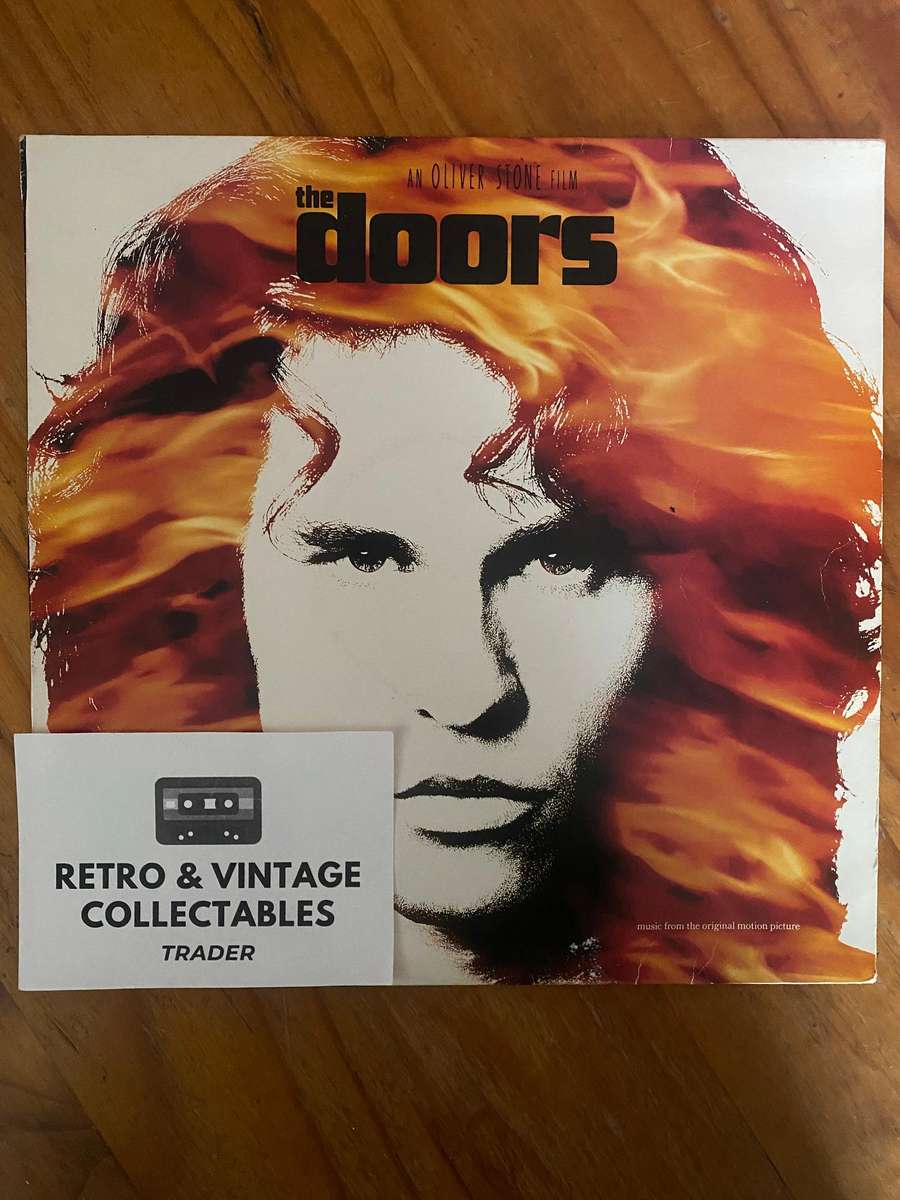 AN OLIVER STONE FILM
the
doors
RETRO & VINTAGE
COLLECTABLES
TRADER
music from the original motion picture